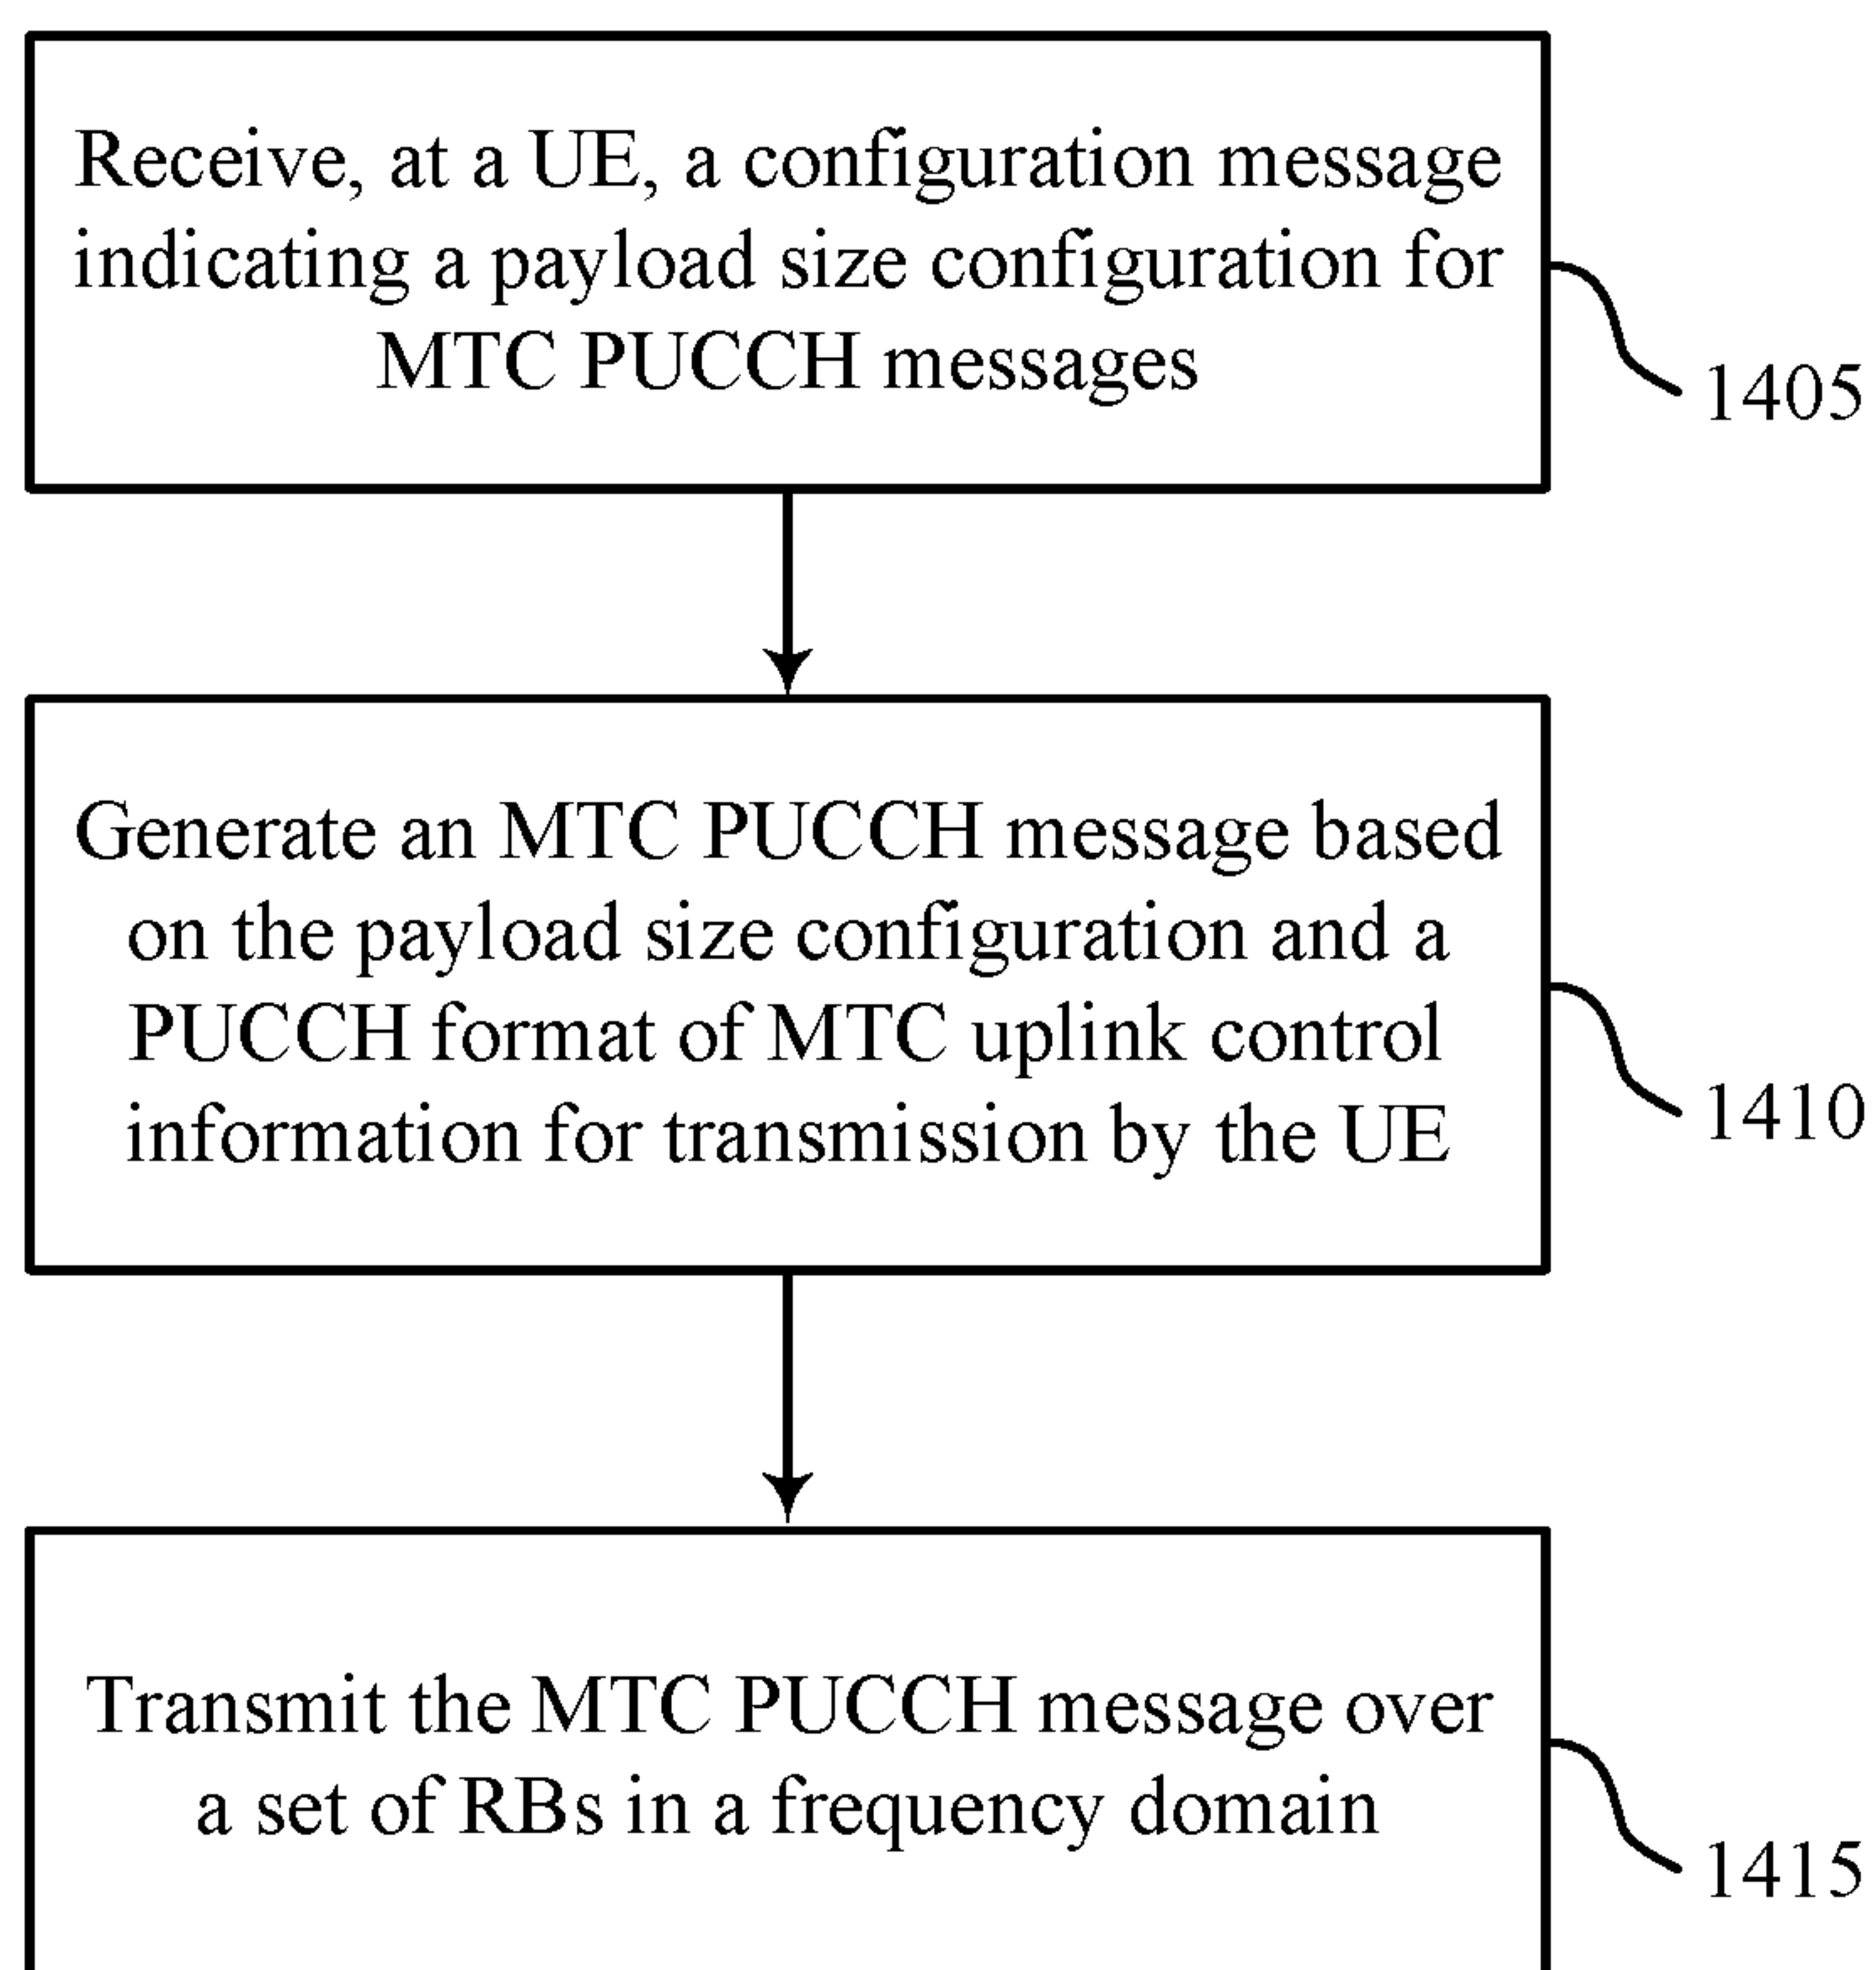 Receive, at a UE, a configuration message
indicating a payload size configuration for
MTC PUCCH messages
1405
Generate an MTC PUCCH message based
on the payload size configuration and a
PUCCH format of MTC uplink control
information for transmission by the UE
1410
Transmit the MTC PUCCH message over
a set of RBs in a frequency domain
1415